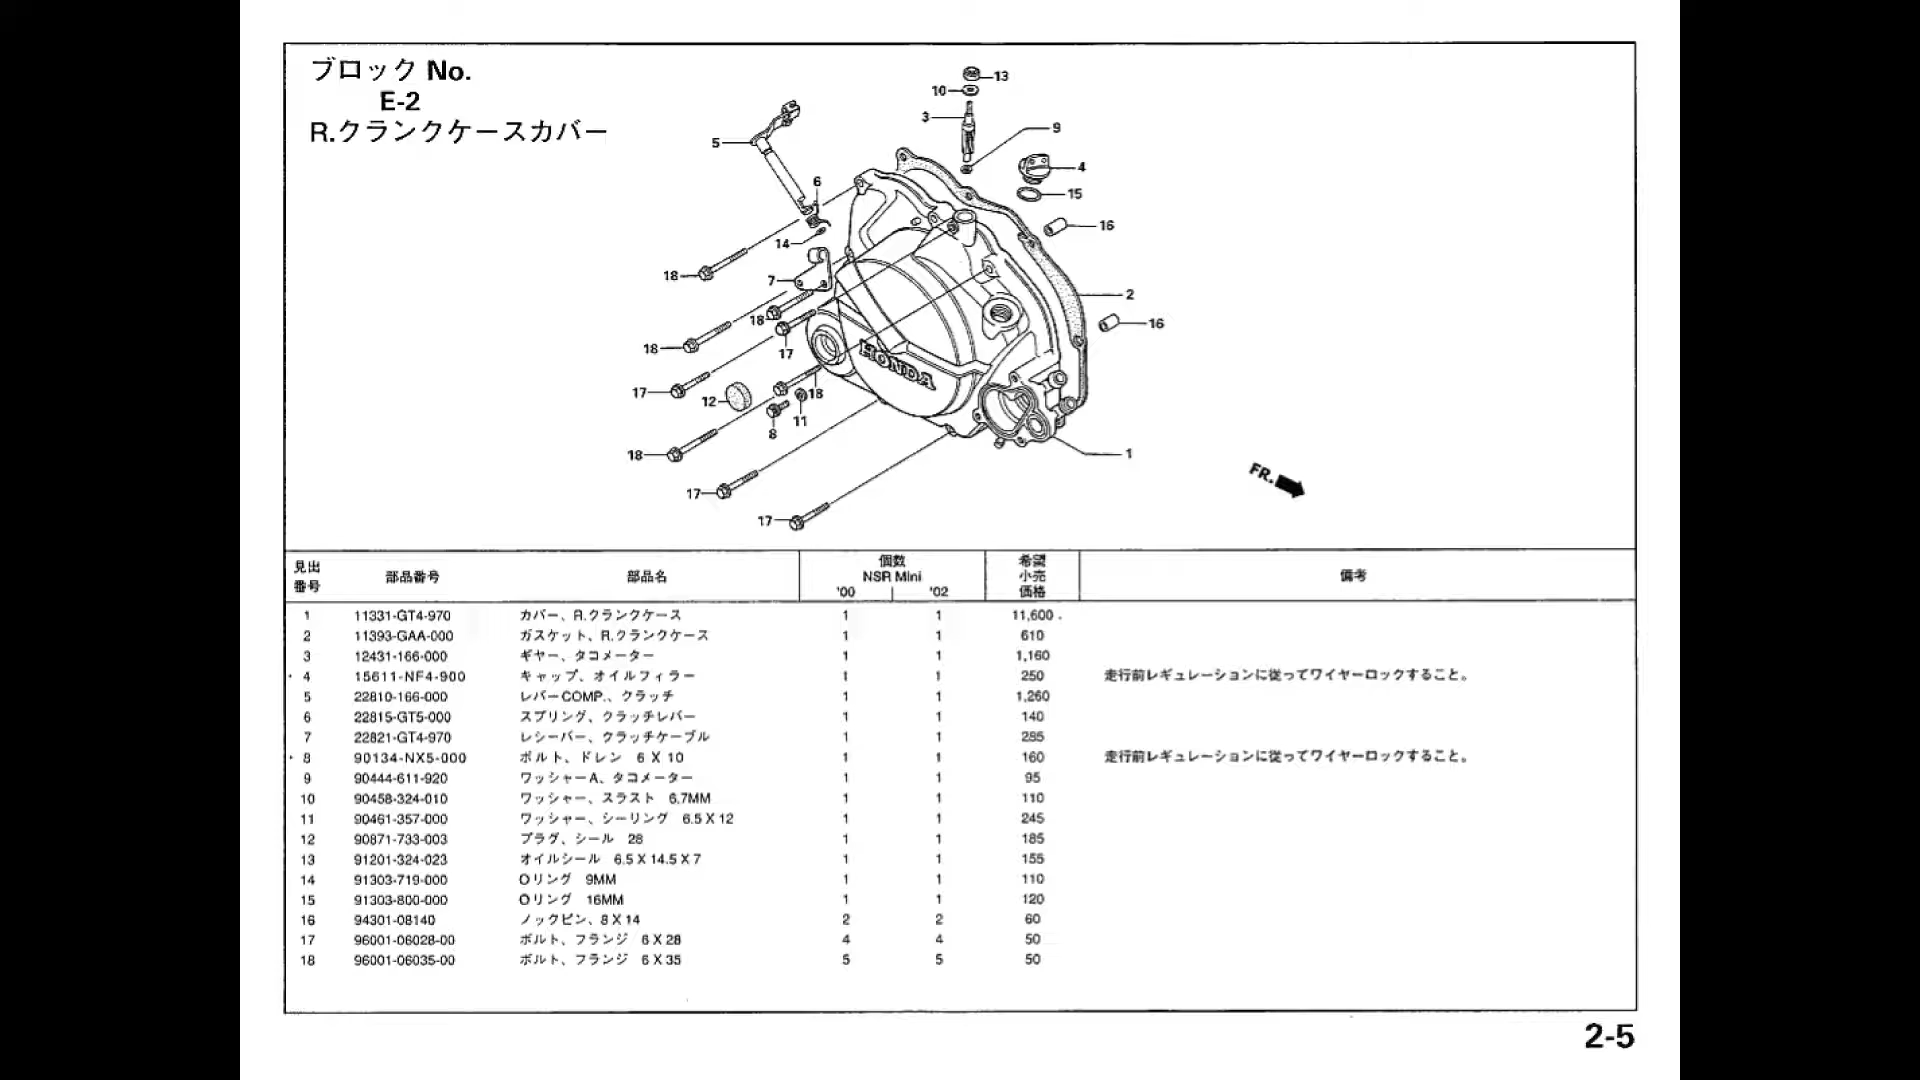 ブロック No.
E-2
R.クランクケースカバー
13
10
3
9
5
4
6
15
16
14
18
7
2
18
16
18
17
HONDA
17
12
18
11
8
18
1
FR.
17
17
見出番号 部品番号 部品名 個数 NSR Mini '00 '02 希望小売価格 備考
1 11331-GT4-970 カバー、R.クランクケース 1 1 11,600
2 11393-GAA-000 ガスケット、R.クランクケース 1 1 610
3 12431-166-000 ギヤー、タコメーター 1 1 1,160
・ 4 15611-NF4-900 キャップ、オイルフィラー 1 1 250 走行前レギュレーションに従ってワイヤーロックすること。
5 22810-166-000 レバーCOMP.、クラッチ 1 1 1,260
6 22815-GT5-000 スプリング、クラッチレバー 1 1 140
7 22821-GT4-970 レシーバー、クラッチケーブル 1 1 285
・ 8 90134-NX5-000 ボルト、ドレン 6 X 10 1 1 160 走行前レギュレーションに従ってワイヤーロックすること。
9 90444-611-920 ワッシャーA、タコメーター 1 1 95
10 90458-324-010 ワッシャー、スラスト 6.7MM 1 1 110
11 90461-357-000 ワッシャー、シーリング 6.5 X 12 1 1 245
12 90871-733-003 プラグ、シール 28 1 1 185
13 91201-324-023 オイルシール 6.5 X 14.5 X 7 1 1 155
14 91303-719-000 Oリング 9MM 1 1 110
15 91303-800-000 Oリング 16MM 1 1 120
16 94301-08140 ノックピン、8 X 14 2 2 60
17 96001-06028-00 ボルト、フランジ 6 X 28 4 4 50
18 96001-06035-00 ボルト、フランジ 6 X 35 5 5 50
2-5